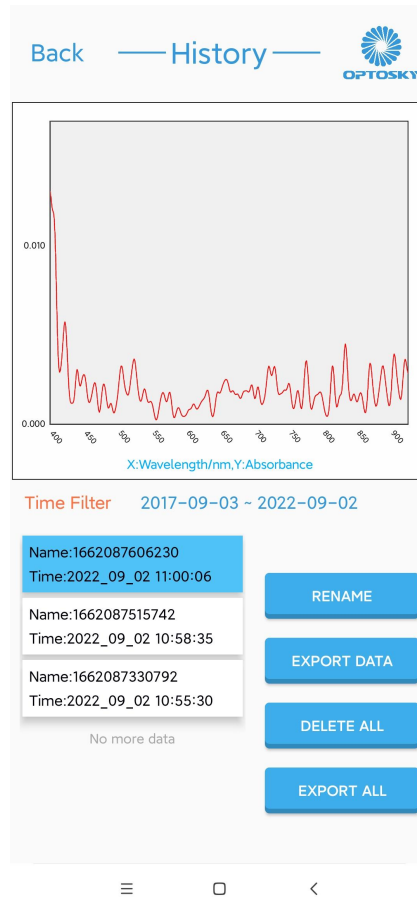 Back
History
OPTOSKY
0.010
0.000
400 450 500 550 600 650 700 750 800 850 900
X:Wavelength/nm,Y:Absorbance
Time Filter 2017-09-03 ~ 2022-09-02
Name:1662087606230
Time:2022_09_02 11:00:06
Name:1662087515742
Time:2022_09_02 10:58:35
Name:1662087330792
Time:2022_09_02 10:55:30
No more data
RENAME
EXPORT DATA
DELETE ALL
EXPORT ALL